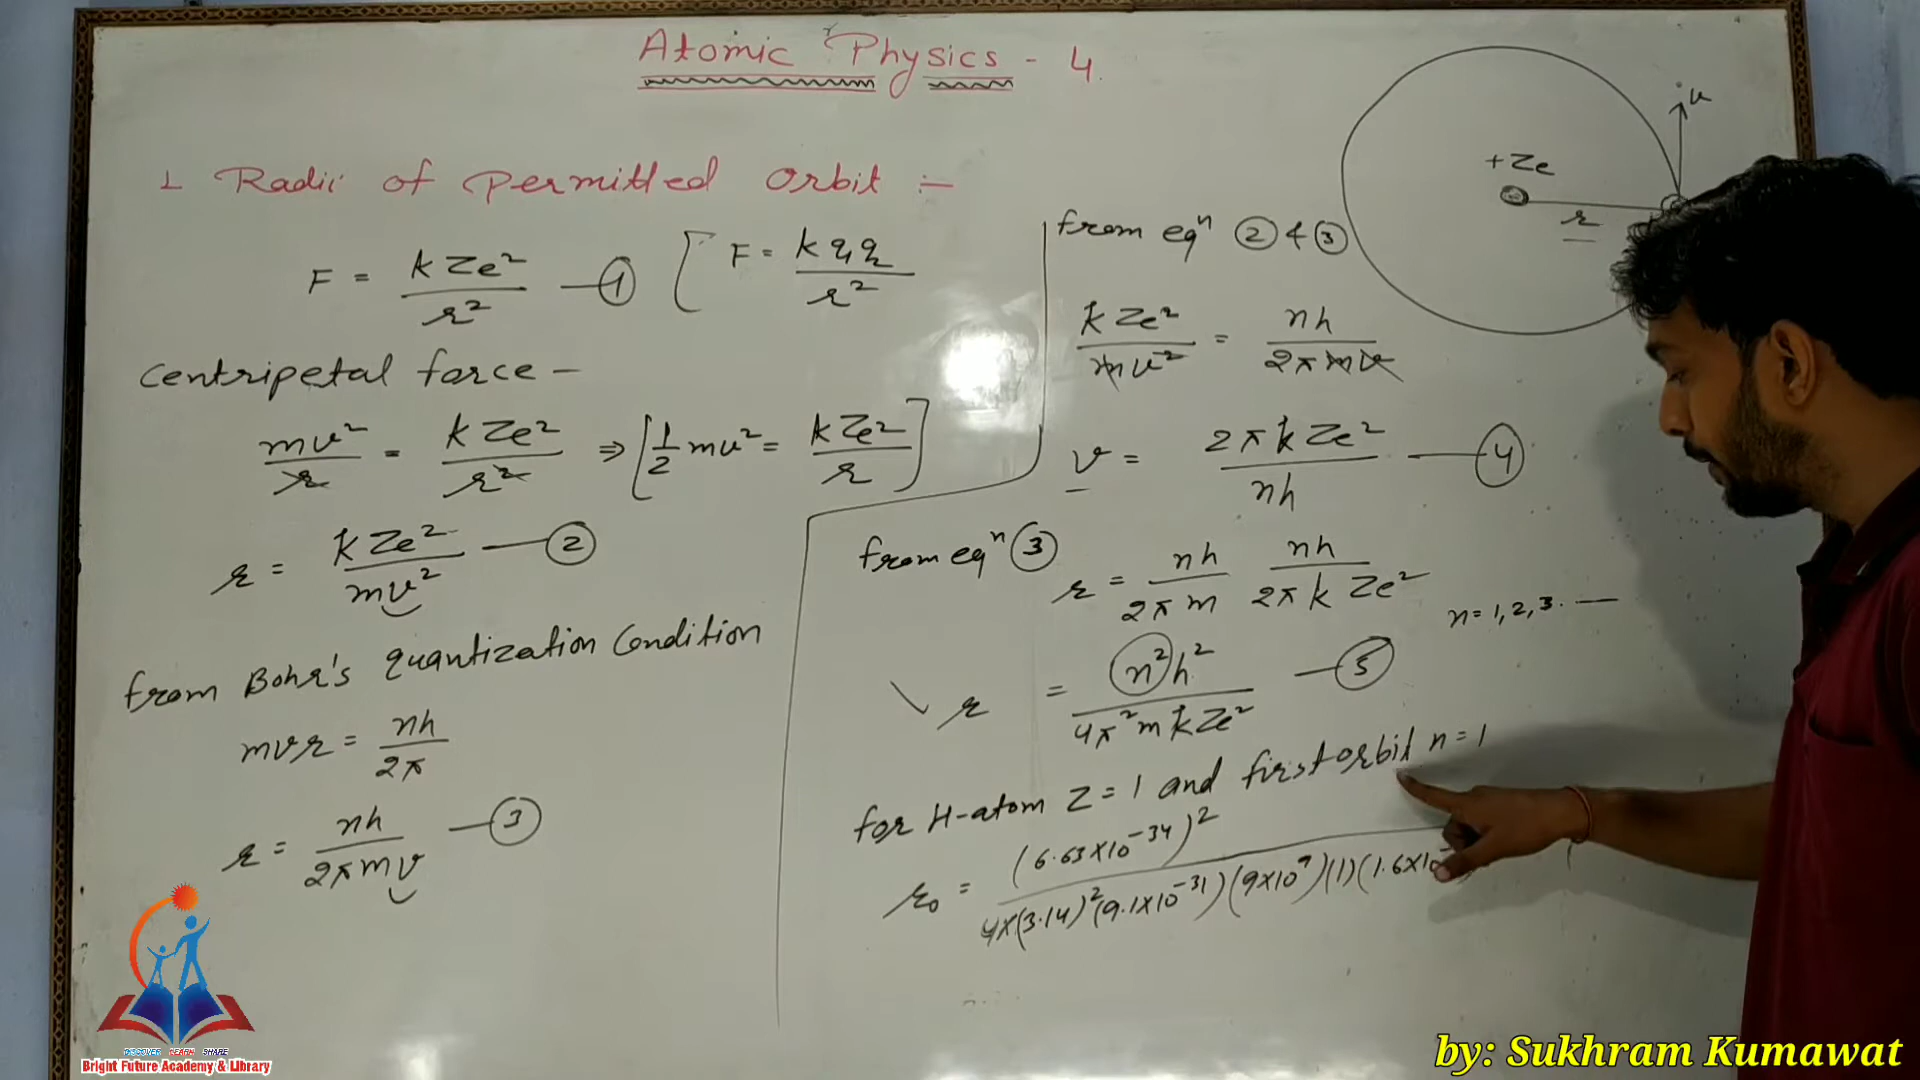 Atomic Physics - 4
1 Radii of Permitted Orbit :-
F = kZe²/r² —(1) [F = kq₁q₂/r²
Centripetal force -
mv²/r = kZe²/r² ⇒ [1/2 mv² = kZe²/r]
r = kZe²/mv² —(2)
from Bohr's quantization Condition
mvr = nh/2π
r = nh/2πmv —(3)
from eqⁿ (2) & (3)
kZe²/mv² = nh/2πmv
v = 2πkZe²/nh —(4)
from eqⁿ (3)
r = nh/2πm nh/2πkZe²
n = 1, 2, 3. —
r = n²h²/4π²mkZe² —(5)
for H-atom Z = 1 and first orbit n = 1
r₀ = (6.63×10⁻³⁴)²/4×(3.14)²(9.1×10⁻³¹)(9×10⁹)(1)(1.6×10⁻
+Ze
r
v
DISCOVER LEARN SHARE
Bright Future Academy & Library
by: Sukhram Kumawat